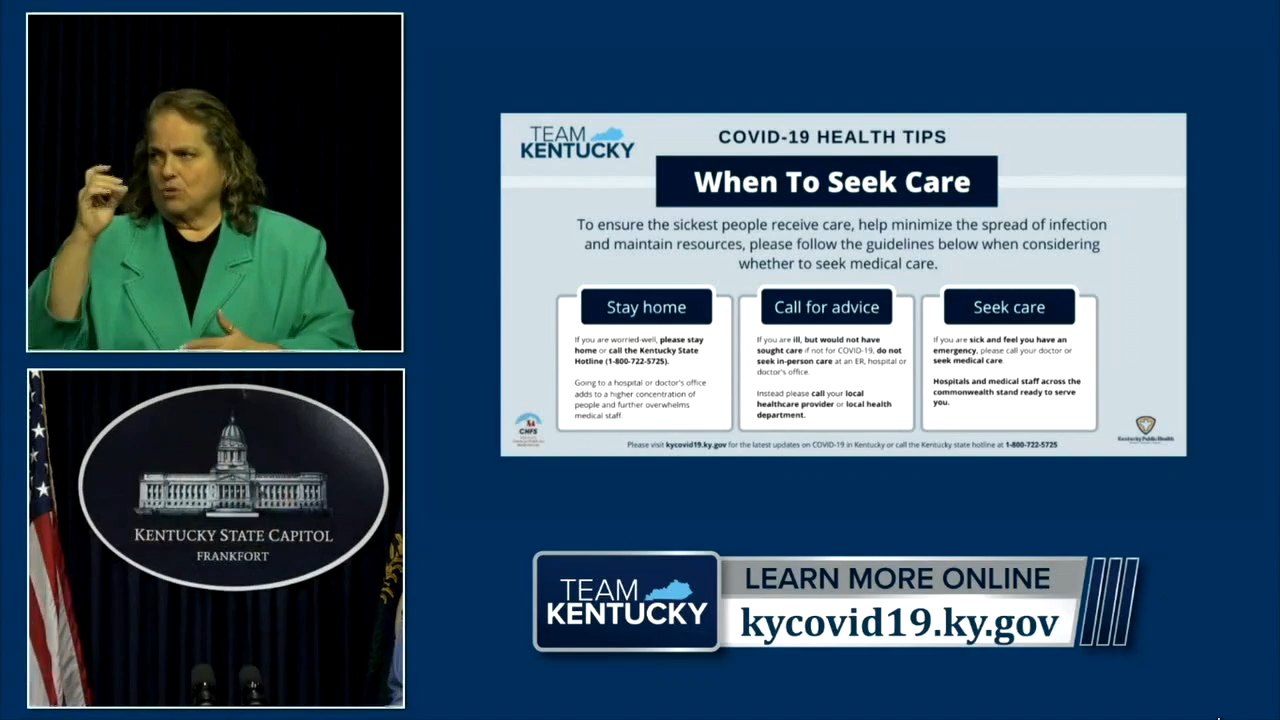 TEAM
KENTUCKY
COVID-19 HEALTH TIPS
When To Seek Care
To ensure the sickest people receive care, help minimize the spread of infection
and maintain resources, please follow the guidelines below when considering
whether to seek medical care.
Stay home
If you are worried-well, please stay
home or call the Kentucky State
Hotline (1-800-722-5725).
Going to a hospital or doctor's office
adds to a higher concentration of
people and further overwhelms
medical staff.
Call for advice
If you are ill, but would not have
sought care if not for COVID-19, do not
seek in-person care at an ER, hospital or
doctor's office.
Instead please call your local
healthcare provider or local health
department.
Seek care
If you are sick and feel you have an
emergency, please call your doctor or
seek medical care.
Hospitals and medical staff across the
commonwealth stand ready to serve
you.
CHFS
Kentucky Public Health
Please visit kycovid19.ky.gov for the latest updates on COVID-19 in Kentucky or call the Kentucky state hotline at 1-800-722-5725
KENTUCKY STATE CAPITOL
FRANKFORT
TEAM
KENTUCKY
LEARN MORE ONLINE
kycovid19.ky.gov